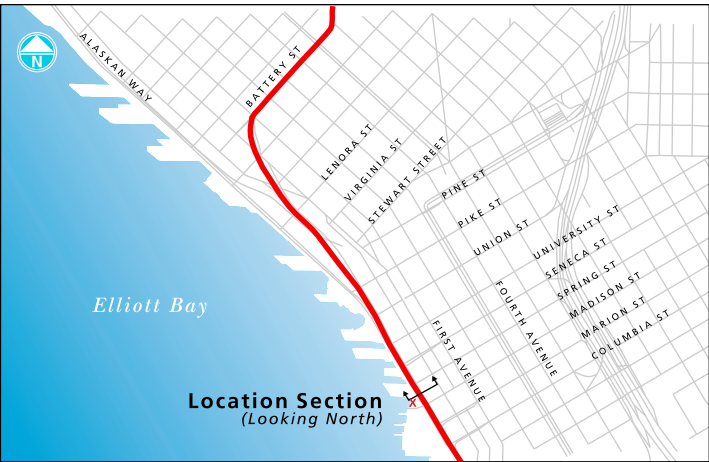 N
ALASKAN WAY
BATTERY ST
LENORA ST
VIRGINIA ST
STEWART STREET
PINE ST
PIKE ST
UNION ST
UNIVERSITY ST
SENECA ST
SPRING ST
MADISON ST
MARION ST
COLUMBIA ST
FOURTH AVENUE
FIRST AVENUE
Elliott Bay
X
Location Section
(Looking North)